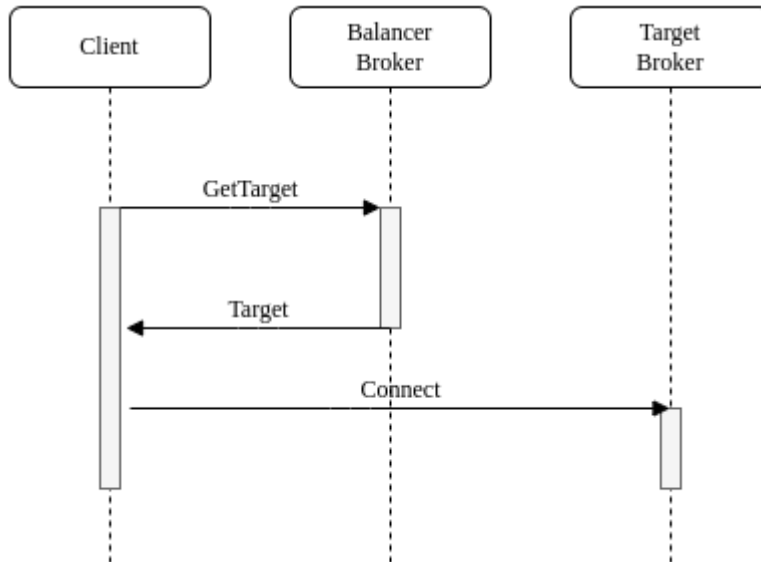 Client
Balancer
Broker
Target
Broker
GetTarget
Target
Connect